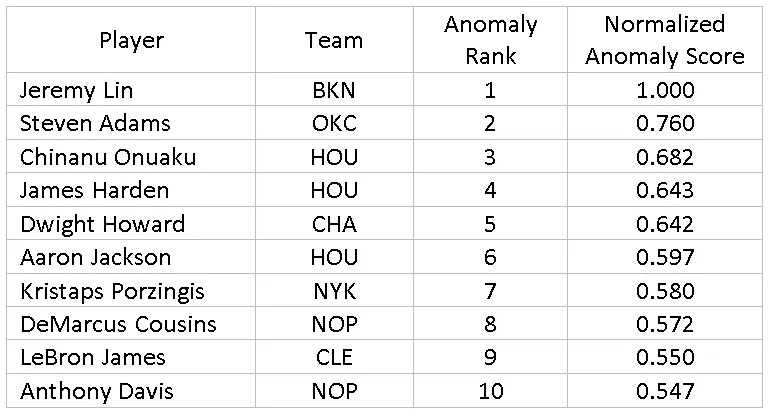 Player Team Anomaly Rank Normalized Anomaly Score
Jeremy Lin BKN 1 1.000
Steven Adams OKC 2 0.760
Chinanu Onuaku HOU 3 0.682
James Harden HOU 4 0.643
Dwight Howard CHA 5 0.642
Aaron Jackson HOU 6 0.597
Kristaps Porzingis NYK 7 0.580
DeMarcus Cousins NOP 8 0.572
LeBron James CLE 9 0.550
Anthony Davis NOP 10 0.547